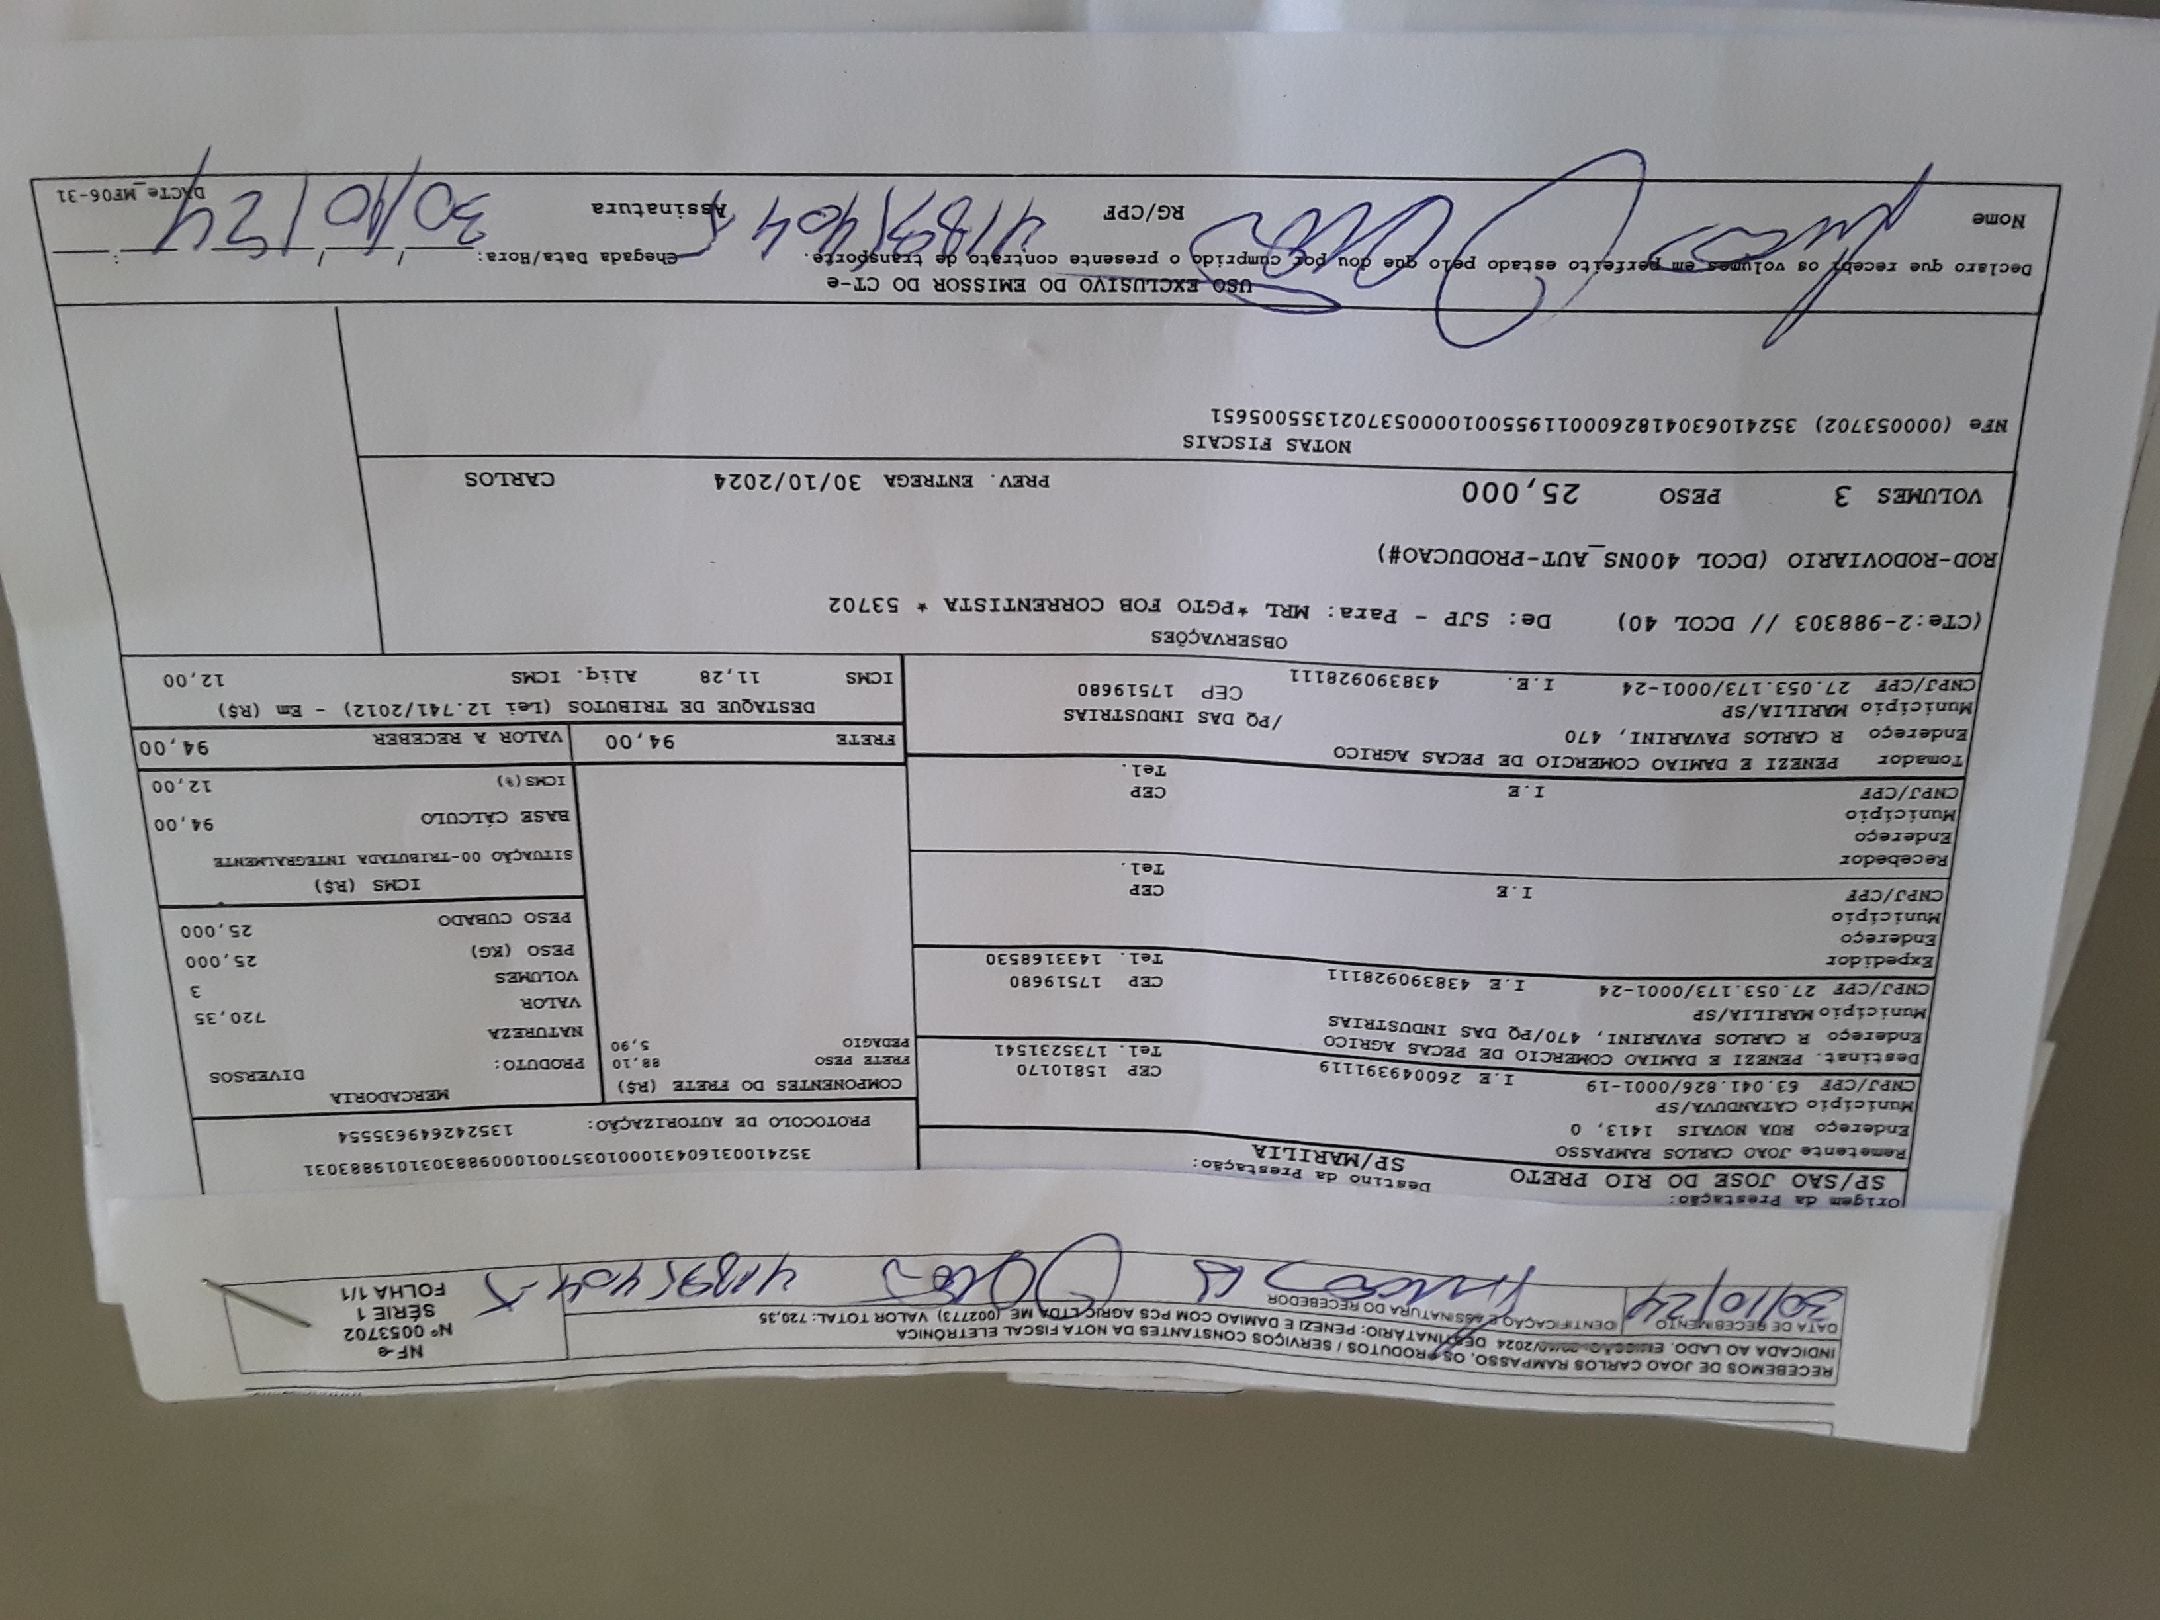 RECEBEMOS DE JOAO CARLOS RAMPASSO, OS PRODUTOS / SERVIÇOS CONSTANTES DA NOTA FISCAL ELETRÔNICA
INDICADA AO LADO. EMISSÃO: /2024 DESTINATÁRIO: PENEZI E DAMIAO COM PCS AGRIC LTDA ME (002773) VALOR TOTAL: 720,35
DATA DE RECEBIMENTO
IDENTIFICAÇÃO E ASSINATURA DO RECEBEDOR
30/10/24
NF-e
Nº 0053702
SÉRIE 1
FOLHA 1/1
Origem da Prestação:
SP/SAO JOSE DO RIO PRETO
Destino da Prestação:
SP/MARILIA
35241003160431000103570010009883031019883031
PROTOCOLO DE AUTORIZAÇÃO: 135242649635554
Remetente JOAO CARLOS RAMPASSO
Endereço RUA NOVAIS 1413, 0
Município CATANDUVA/SP CEP 15810170
CNPJ/CPF 63.041.826/0001-19 I.E 260049391119 Tel. 1735231541
Destinat. PENEZI E DAMIAO COMERCIO DE PECAS AGRICO
Endereço R CARLOS PAVARINI, 470/PQ DAS INDUSTRIAS
Município MARILIA/SP CEP 17519680
CNPJ/CPF 27.053.173/0001-24 I.E 438390928111 Tel. 1433168530
Expedidor
Endereço
Município CEP
CNPJ/CPF I.E Tel.
Recebedor
Endereço
Município CEP
CNPJ/CPF I.E Tel.
Tomador PENEZI E DAMIAO COMERCIO DE PECAS AGRICO
Endereço R CARLOS PAVARINI, 470 /PQ DAS INDUSTRIAS
Município MARILIA/SP CEP 17519680
CNPJ/CPF 27.053.173/0001-24 I.E. 438390928111
COMPONENTES DO FRETE (R$)
FRETE PESO 88,10
PEDAGIO 5,90
MERCADORIA
PRODUTO: DIVERSOS
NATUREZA
VALOR 720,35
VOLUMES 3
PESO (KG) 25,000
PESO CUBADO 25,000
ICMS (R$)
SITUAÇÃO 00-TRIBUTADA INTEGRALMENTE
BASE CÁLCULO 94,00
ICMS(%) 12,00
FRETE 94,00
VALOR A RECEBER 94,00
DESTAQUE DE TRIBUTOS (Lei 12.741/2012) - Em (R$)
ICMS 11,28 Aliq. ICMS 12,00
OBSERVAÇÕES
(CTe:2-988303 // DCOL 40) De: SJP - Para: MRL *PGTO FOB CORRENTISTA * 53702
ROD-RODOVIARIO (DCOL 400NS_AUT-PRODUCAO#)
VOLUMES 3 PESO 25,000 PREV. ENTREGA 30/10/2024 CARLOS
NOTAS FISCAIS
NFe (000053702) 35241063041826000119550010000537021355005651
USO EXCLUSIVO DO EMISSOR DO CT-e
Declaro que recebi os volumes em perfeito estado pelo que dou por cumprido o presente contrato de transporte.
Chegada Data/Hora: 30/10/24
Nome
RG/CPF
Assinatura
DACTe_MF06-31